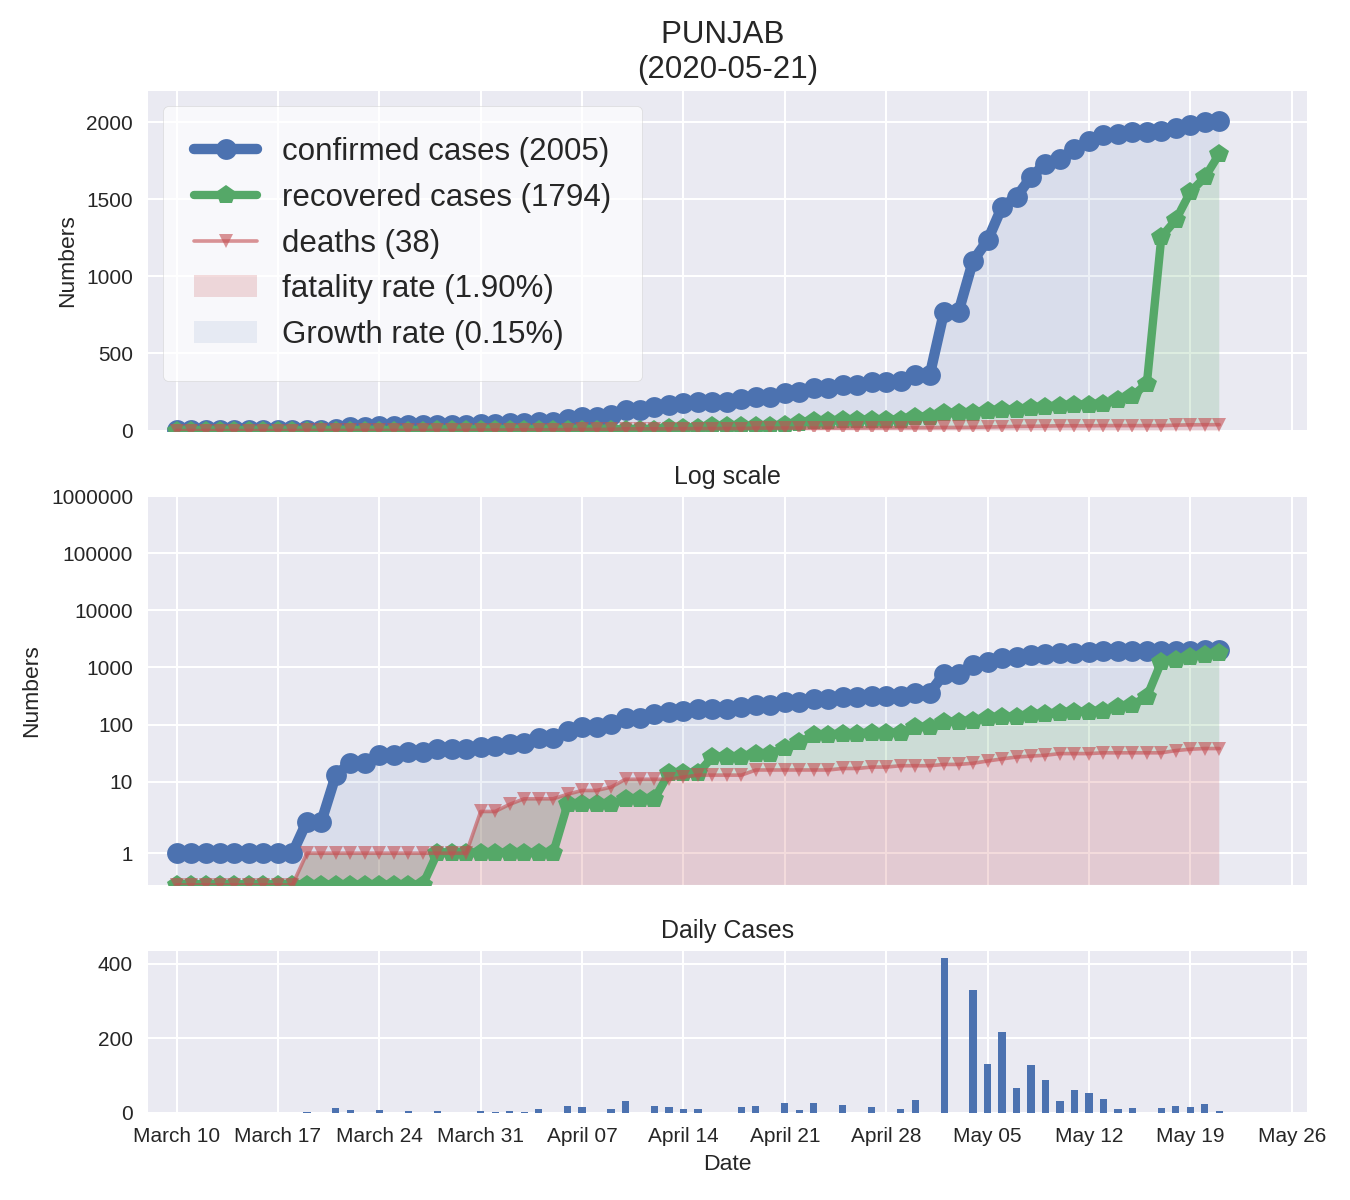 PUNJAB
(2020-05-21)
Numbers
2000
1500
1000
500
0
confirmed cases (2005)
recovered cases (1794)
deaths (38)
fatality rate (1.90%)
Growth rate (0.15%)
Log scale
Numbers
1000000
100000
10000
1000
100
10
1
Daily Cases
400
200
0
March 10 March 17 March 24 March 31 April 07 April 14 April 21 April 28 May 05 May 12 May 19 May 26
Date